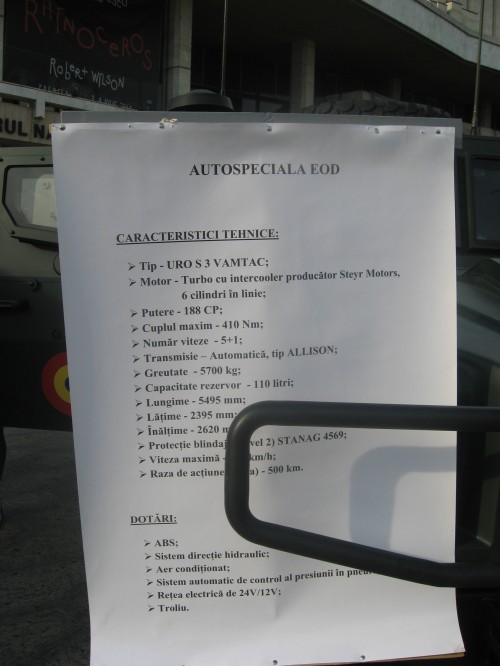 RHINOCEROS
Robert WILSON
AUTOSPECIALA EOD
CARACTERISTICI TEHNICE:
➢ Tip - URO S 3 VAMTAC;
➢ Motor - Turbo cu intercooler producător Steyr Motors,
6 cilindri în linie;
➢ Putere - 188 CP;
➢ Cuplul maxim - 410 Nm;
➢ Număr viteze - 5+1;
➢ Transmisie – Automatică, tip ALLISON;
➢ Greutate - 5700 kg;
➢ Capacitate rezervor - 110 litri;
➢ Lungime - 5495 mm;
➢ Lățime - 2395 mm;
➢ Înălțime - 2620 m
➢ Protecție blindaj vel 2) STANAG 4569;
➢ Viteza maximă - km/h;
➢ Raza de acțiune a) - 500 km.
DOTĂRI:
➢ ABS;
➢ Sistem direcție hidraulic;
➢ Aer condiționat;
➢ Sistem automatic de control al presiunii în pneu
➢ Rețea electrică de 24V/12V;
➢ Troliu.